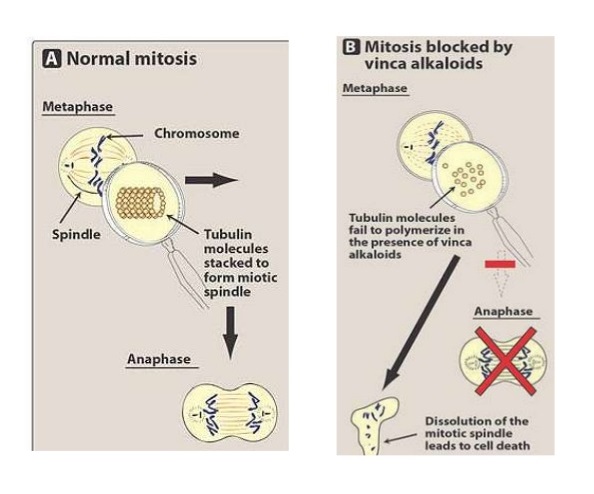 A Normal mitosis
Metaphase
Chromosome
Spindle
Tubulin
molecules
stacked to
form miotic
spindle
Anaphase
B Mitosis blocked by
vinca alkaloids
Metaphase
Tubulin molecules
fail to polymerize in
the presence of vinca
alkaloids
Anaphase
Dissolution of the
mitotic spindle
leads to cell death